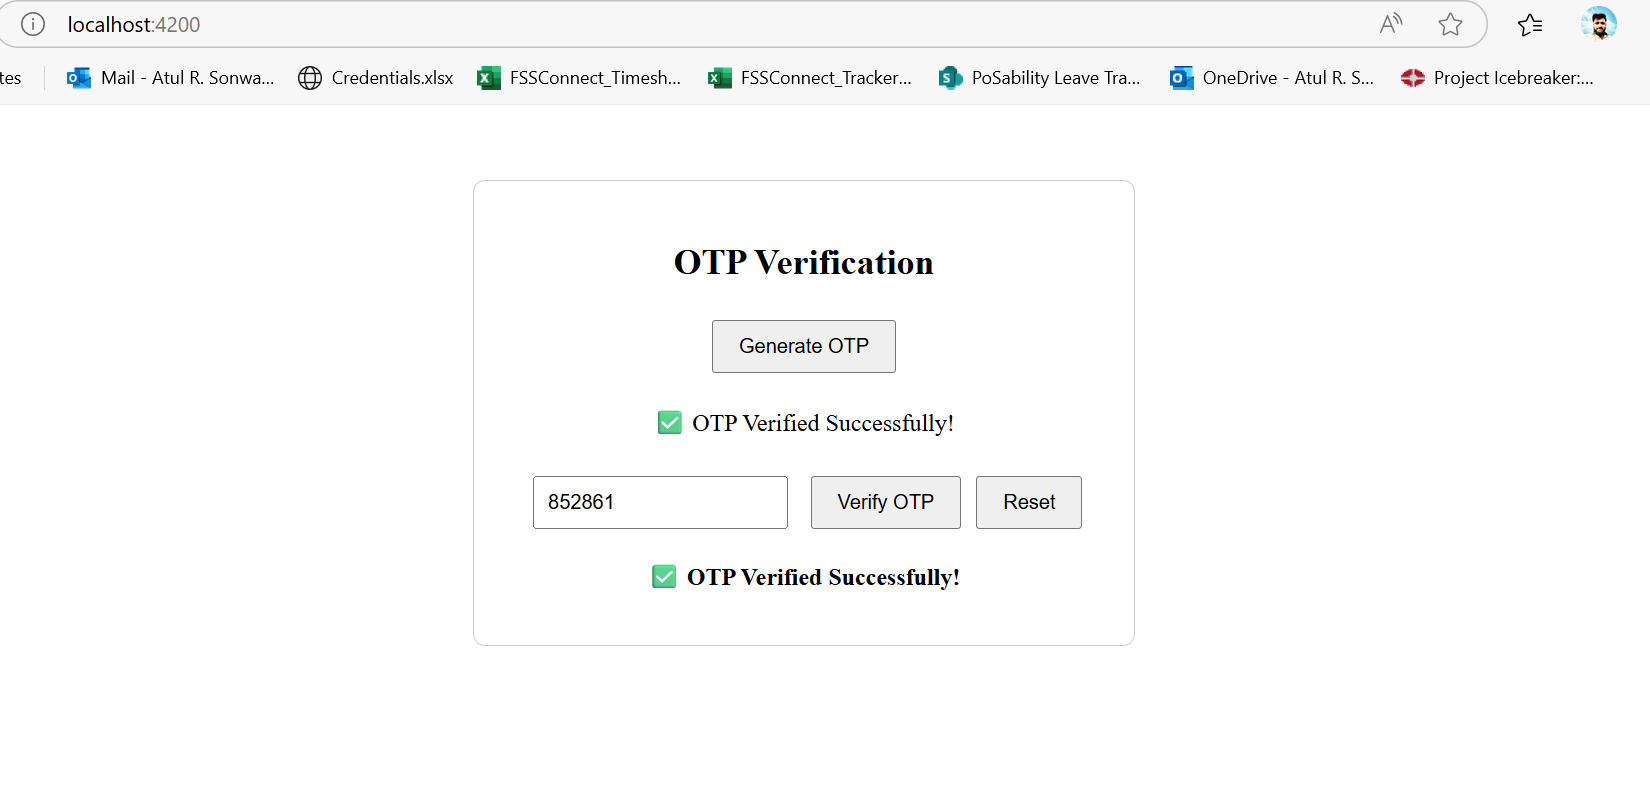 localhost:4200
tes Mail - Atul R. Sonwa... Credentials.xlsx FSSConnect_Timesh... FSSConnect_Tracker... PoSability Leave Tra... OneDrive - Atul R. S... Project Icebreaker:...
OTP Verification
Generate OTP
✅ OTP Verified Successfully!
852861 Verify OTP Reset
✅ OTP Verified Successfully!